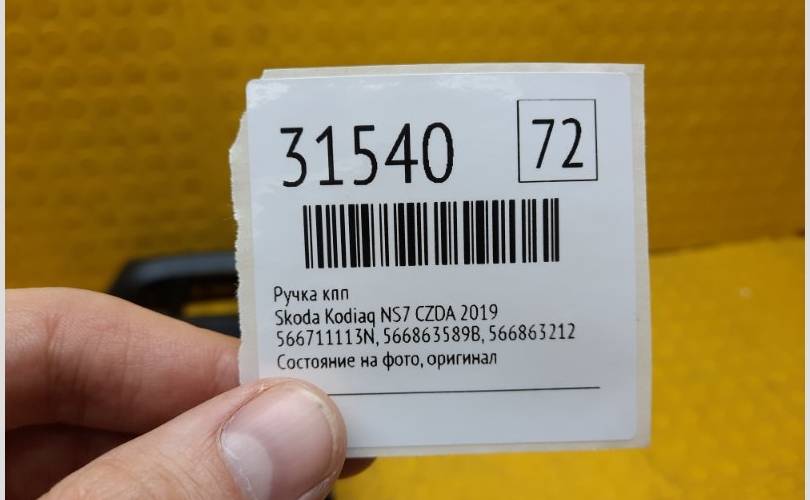 31540
72
Ручка кпп
Skoda Kodiaq NS7 CZDA 2019
566711113N, 566863589B, 566863212
Состояние на фото, оригинал